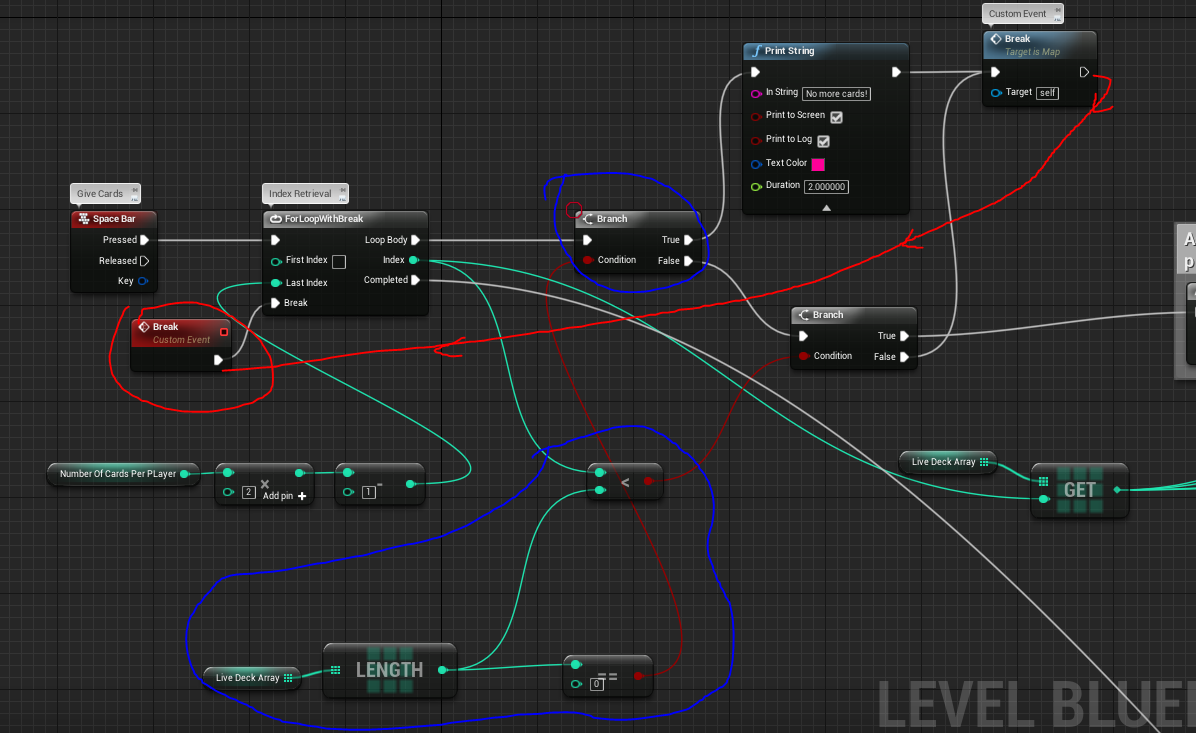 Custom Event
Break
Target is Map
Target self
Print String
In String No more cards!
Print to Screen
Print to Log
Text Color
Duration 2.000000
Give Cards
Space Bar
Pressed
Released
Key
Index Retrieval
ForLoopWithBreak
Loop Body
First Index
Index
Last Index
Completed
Break
Branch
True
Condition
False
Break
Custom Event
Branch
True
Condition
False
A
p
Number Of Cards Per PLayer
2
×
Add pin +
1
-
<
Live Deck Array
GET
Live Deck Array
LENGTH
0
==
LEVEL BLUE